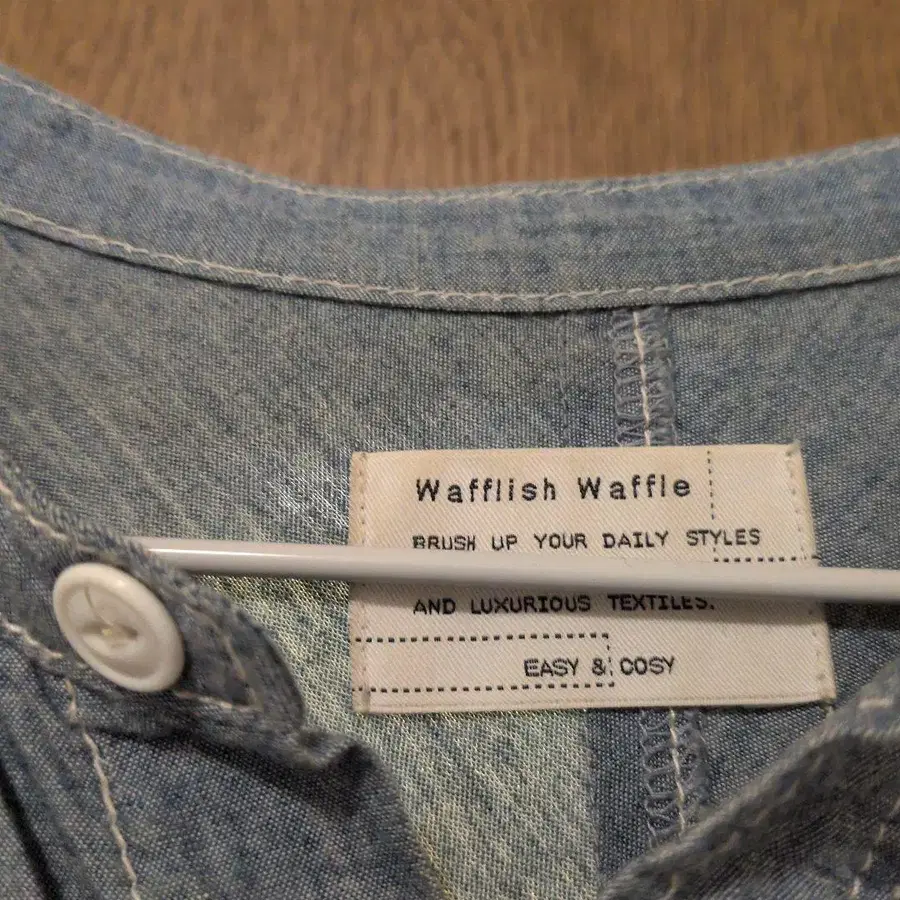 Wafflish Waffle
BRUSH UP YOUR DAILY STYLES
AND LUXURIOUS TEXTILES.
EASY & COSY